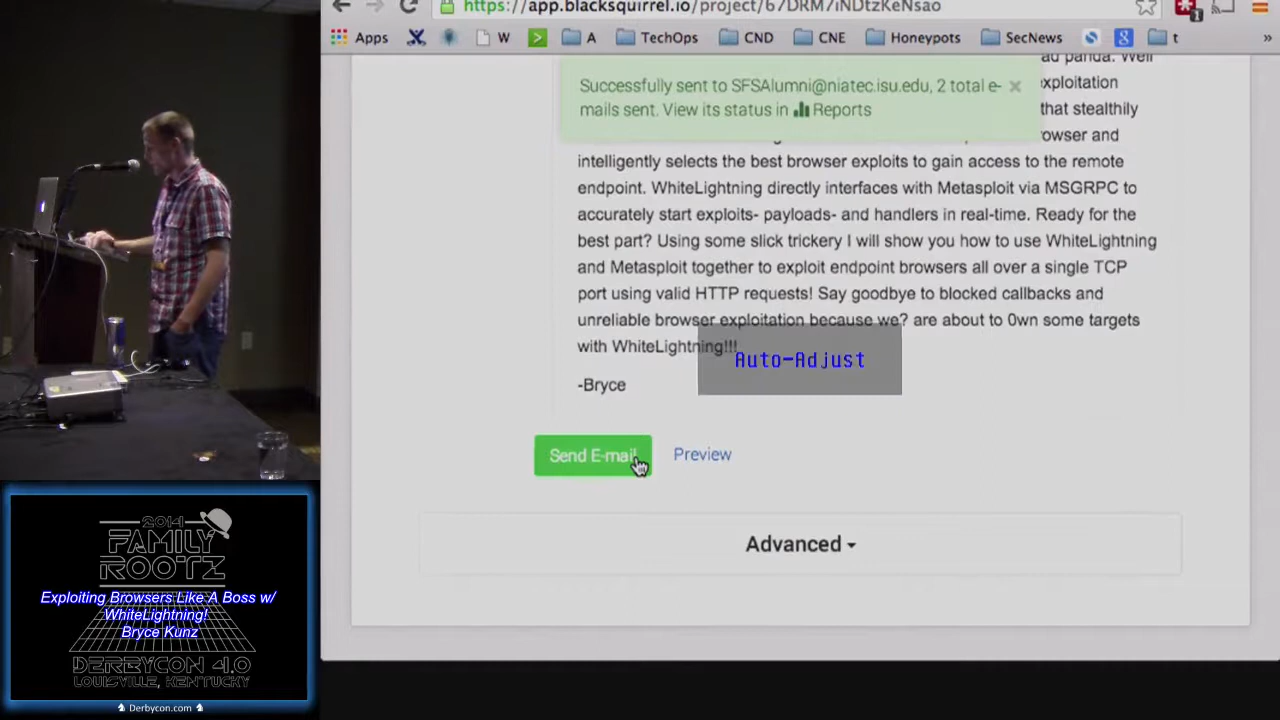 https://app.blacksquirrel.io/project/67DRM7iNDtzKeNsao
Apps
W
A
TechOps
CND
CNE
Honeypots
SecNews
t
»
ad panda. Well
Successfully sent to SFSAlumni@niatec.isu.edu, 2 total e-
mails sent. View its status in Reports
xploitation
that stealthily
owser and
intelligently selects the best browser exploits to gain access to the remote
endpoint. WhiteLightning directly interfaces with Metasploit via MSGRPC to
accurately start exploits- payloads- and handlers in real-time. Ready for the
best part? Using some slick trickery I will show you how to use WhiteLightning
and Metasploit together to exploit endpoint browsers all over a single TCP
port using valid HTTP requests! Say goodbye to blocked callbacks and
unreliable browser exploitation because we? are about to 0wn some targets
with WhiteLightning!!!
Auto-Adjust
-Bryce
Send E-mail
Preview
Advanced
2014
FAMILY
ROOTZ
Exploiting Browsers Like A Boss w/
WhiteLightning!
Bryce Kunz
DERBYCON 4.0
LOUISVILLE, KENTUCKY
Derbycon.com